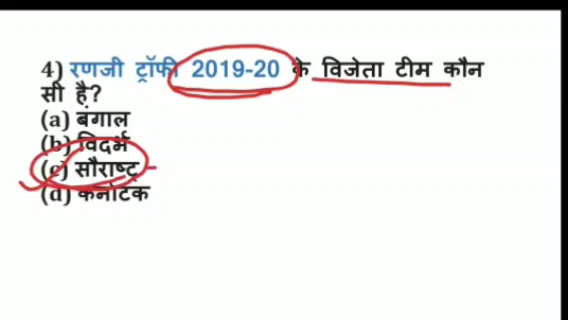 4) रणजी ट्रॉफी 2019-20 के विजेता टीम कौन
सी है?
(a) बंगाल
(b) विदर्भ
(c) सौराष्ट्र
(d) कर्नाटक